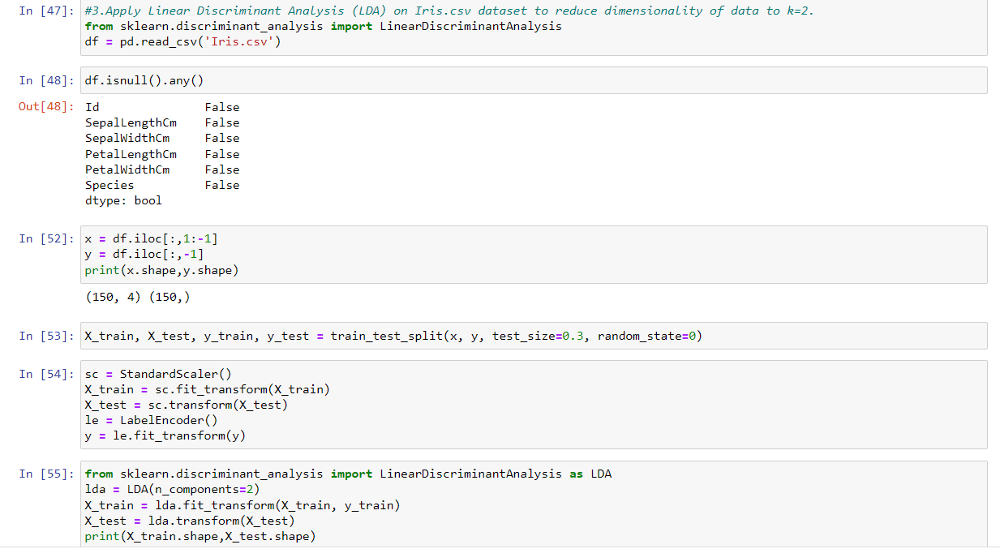 In [47]: #3.Apply Linear Discriminant Analysis (LDA) on Iris.csv dataset to reduce dimensionality of data to k=2.
from sklearn.discriminant_analysis import LinearDiscriminantAnalysis
df = pd.read_csv('Iris.csv')
In [48]: df.isnull().any()
Out[48]: Id False
SepalLengthCm False
SepalWidthCm False
PetalLengthCm False
PetalWidthCm False
Species False
dtype: bool
In [52]: x = df.iloc[:,1:-1]
y = df.iloc[:,-1]
print(x.shape,y.shape)
(150, 4) (150,)
In [53]: X_train, X_test, y_train, y_test = train_test_split(x, y, test_size=0.3, random_state=0)
In [54]: sc = StandardScaler()
X_train = sc.fit_transform(X_train)
X_test = sc.transform(X_test)
le = LabelEncoder()
y = le.fit_transform(y)
In [55]: from sklearn.discriminant_analysis import LinearDiscriminantAnalysis as LDA
lda = LDA(n_components=2)
X_train = lda.fit_transform(X_train, y_train)
X_test = lda.transform(X_test)
print(X_train.shape,X_test.shape)